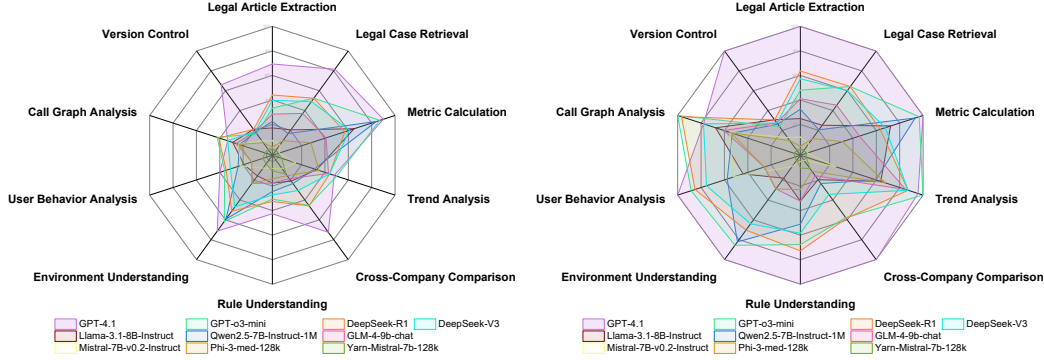 Legal Article Extraction
Version Control
Legal Case Retrieval
Call Graph Analysis
Metric Calculation
User Behavior Analysis
Trend Analysis
Environment Understanding
Cross-Company Comparison
Rule Understanding
GPT-4.1
GPT-o3-mini
DeepSeek-R1
DeepSeek-V3
Llama-3.1-8B-Instruct
Qwen2.5-7B-Instruct-1M
GLM-4-9b-chat
Mistral-7B-v0.2-Instruct
Phi-3-med-128k
Yarn-Mistral-7b-128k
Legal Article Extraction
Version Control
Legal Case Retrieval
Call Graph Analysis
Metric Calculation
User Behavior Analysis
Trend Analysis
Environment Understanding
Cross-Company Comparison
Rule Understanding
GPT-4.1
GPT-o3-mini
DeepSeek-R1
DeepSeek-V3
Llama-3.1-8B-Instruct
Qwen2.5-7B-Instruct-1M
GLM-4-9b-chat
Mistral-7B-v0.2-Instruct
Phi-3-med-128k
Yarn-Mistral-7b-128k